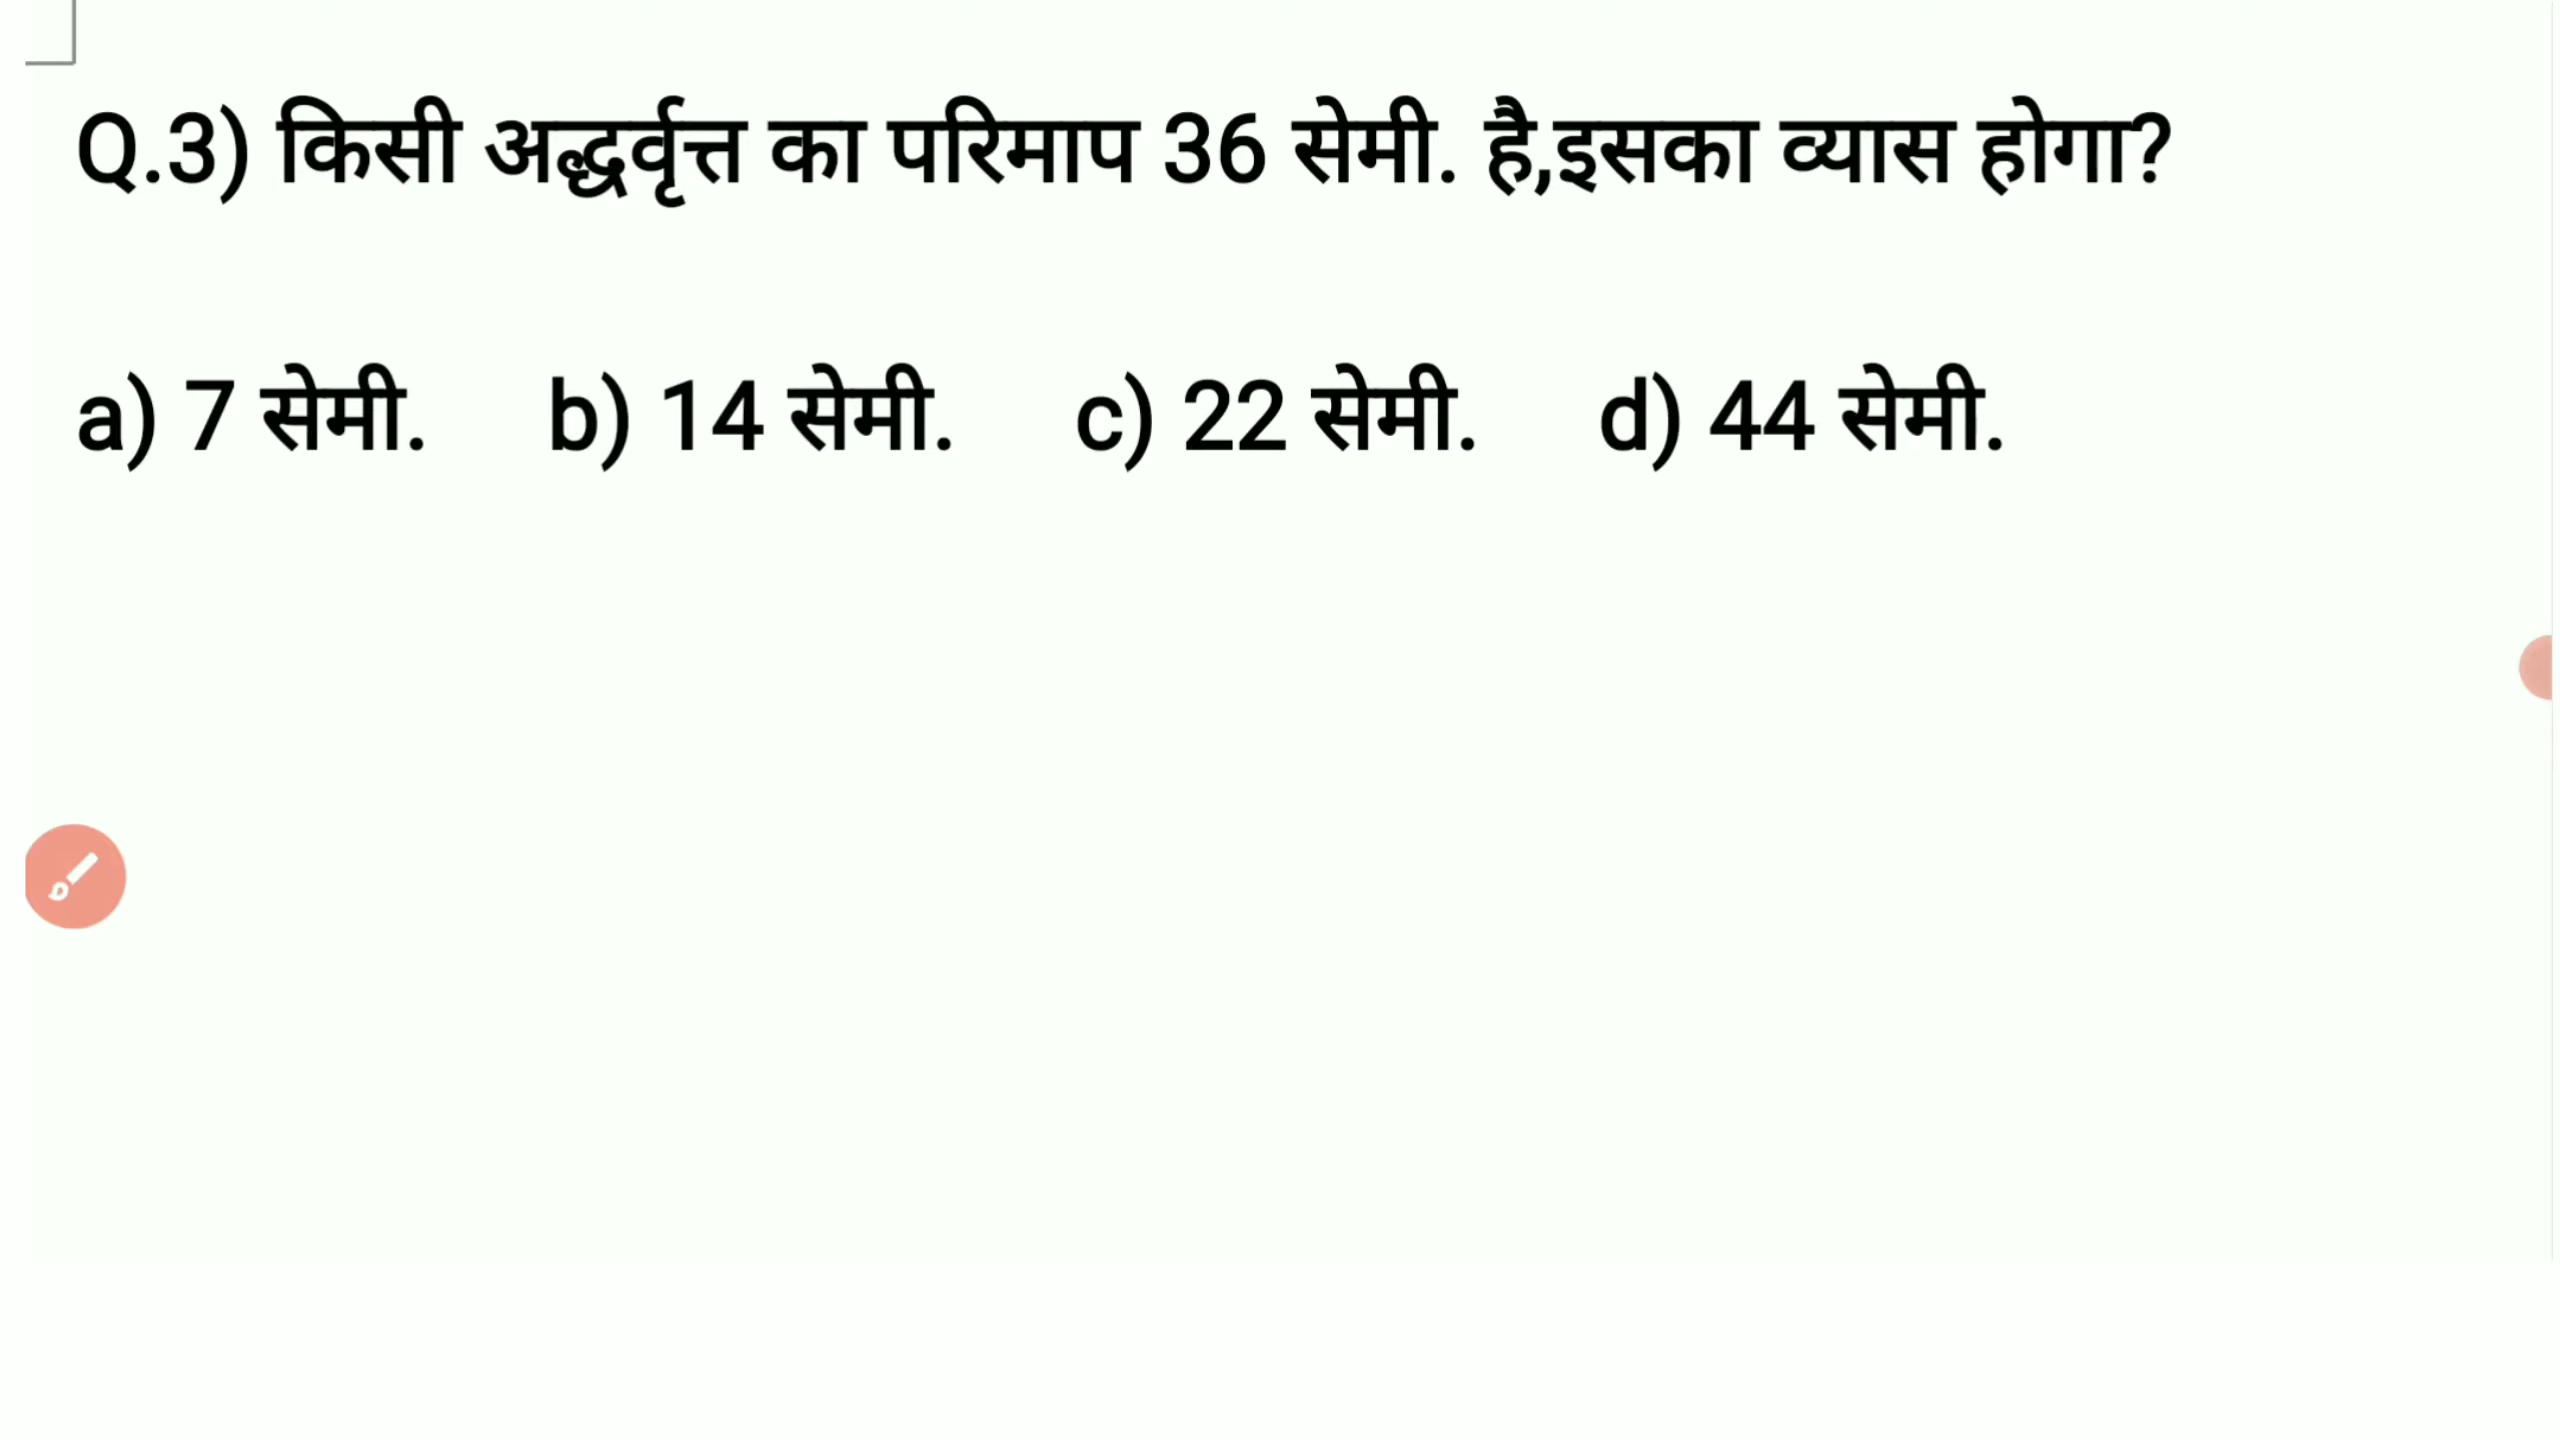 Q.3) किसी अर्द्धवृत्त का परिमाप 36 सेमी. है,इसका व्यास होगा?
a) 7 सेमी. b) 14 सेमी. c) 22 सेमी. d) 44 सेमी.